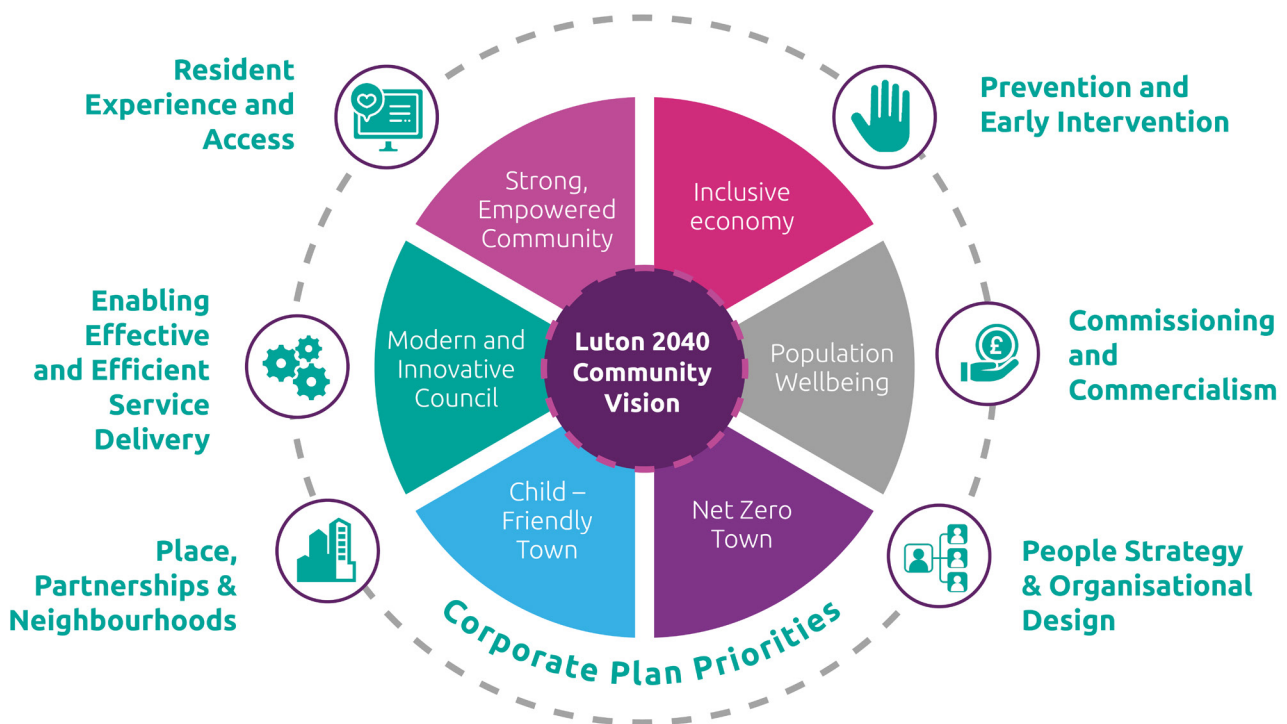 Resident
Experience and
Access
Prevention and
Early Intervention
Strong,
Empowered
Community
Inclusive
economy
Enabling
Effective
and Efficient
Service
Delivery
Modern and
Innovative
Council
Luton 2040
Community
Vision
Population
Wellbeing
£
Commissioning
and
Commercialism
Child –
Friendly
Town
Net Zero
Town
Place,
Partnerships &
Neighbourhoods
People Strategy
& Organisational
Design
Corporate Plan Priorities